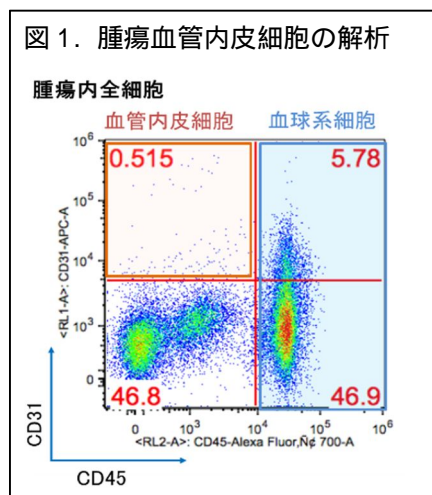 図 1. 腫瘍血管内皮細胞の解析
腫瘍内全細胞
血管内皮細胞 血球系細胞
10⁶
0.515 5.78
10⁵
10⁴
10³
0
46.8 46.9
0 10³ 10⁴ 10⁵ 10⁶
<RL1-A>: CD31-APC-A
<RL2-A>: CD45-Alexa Fluor,Ñ¢ 700-A
CD31
CD45